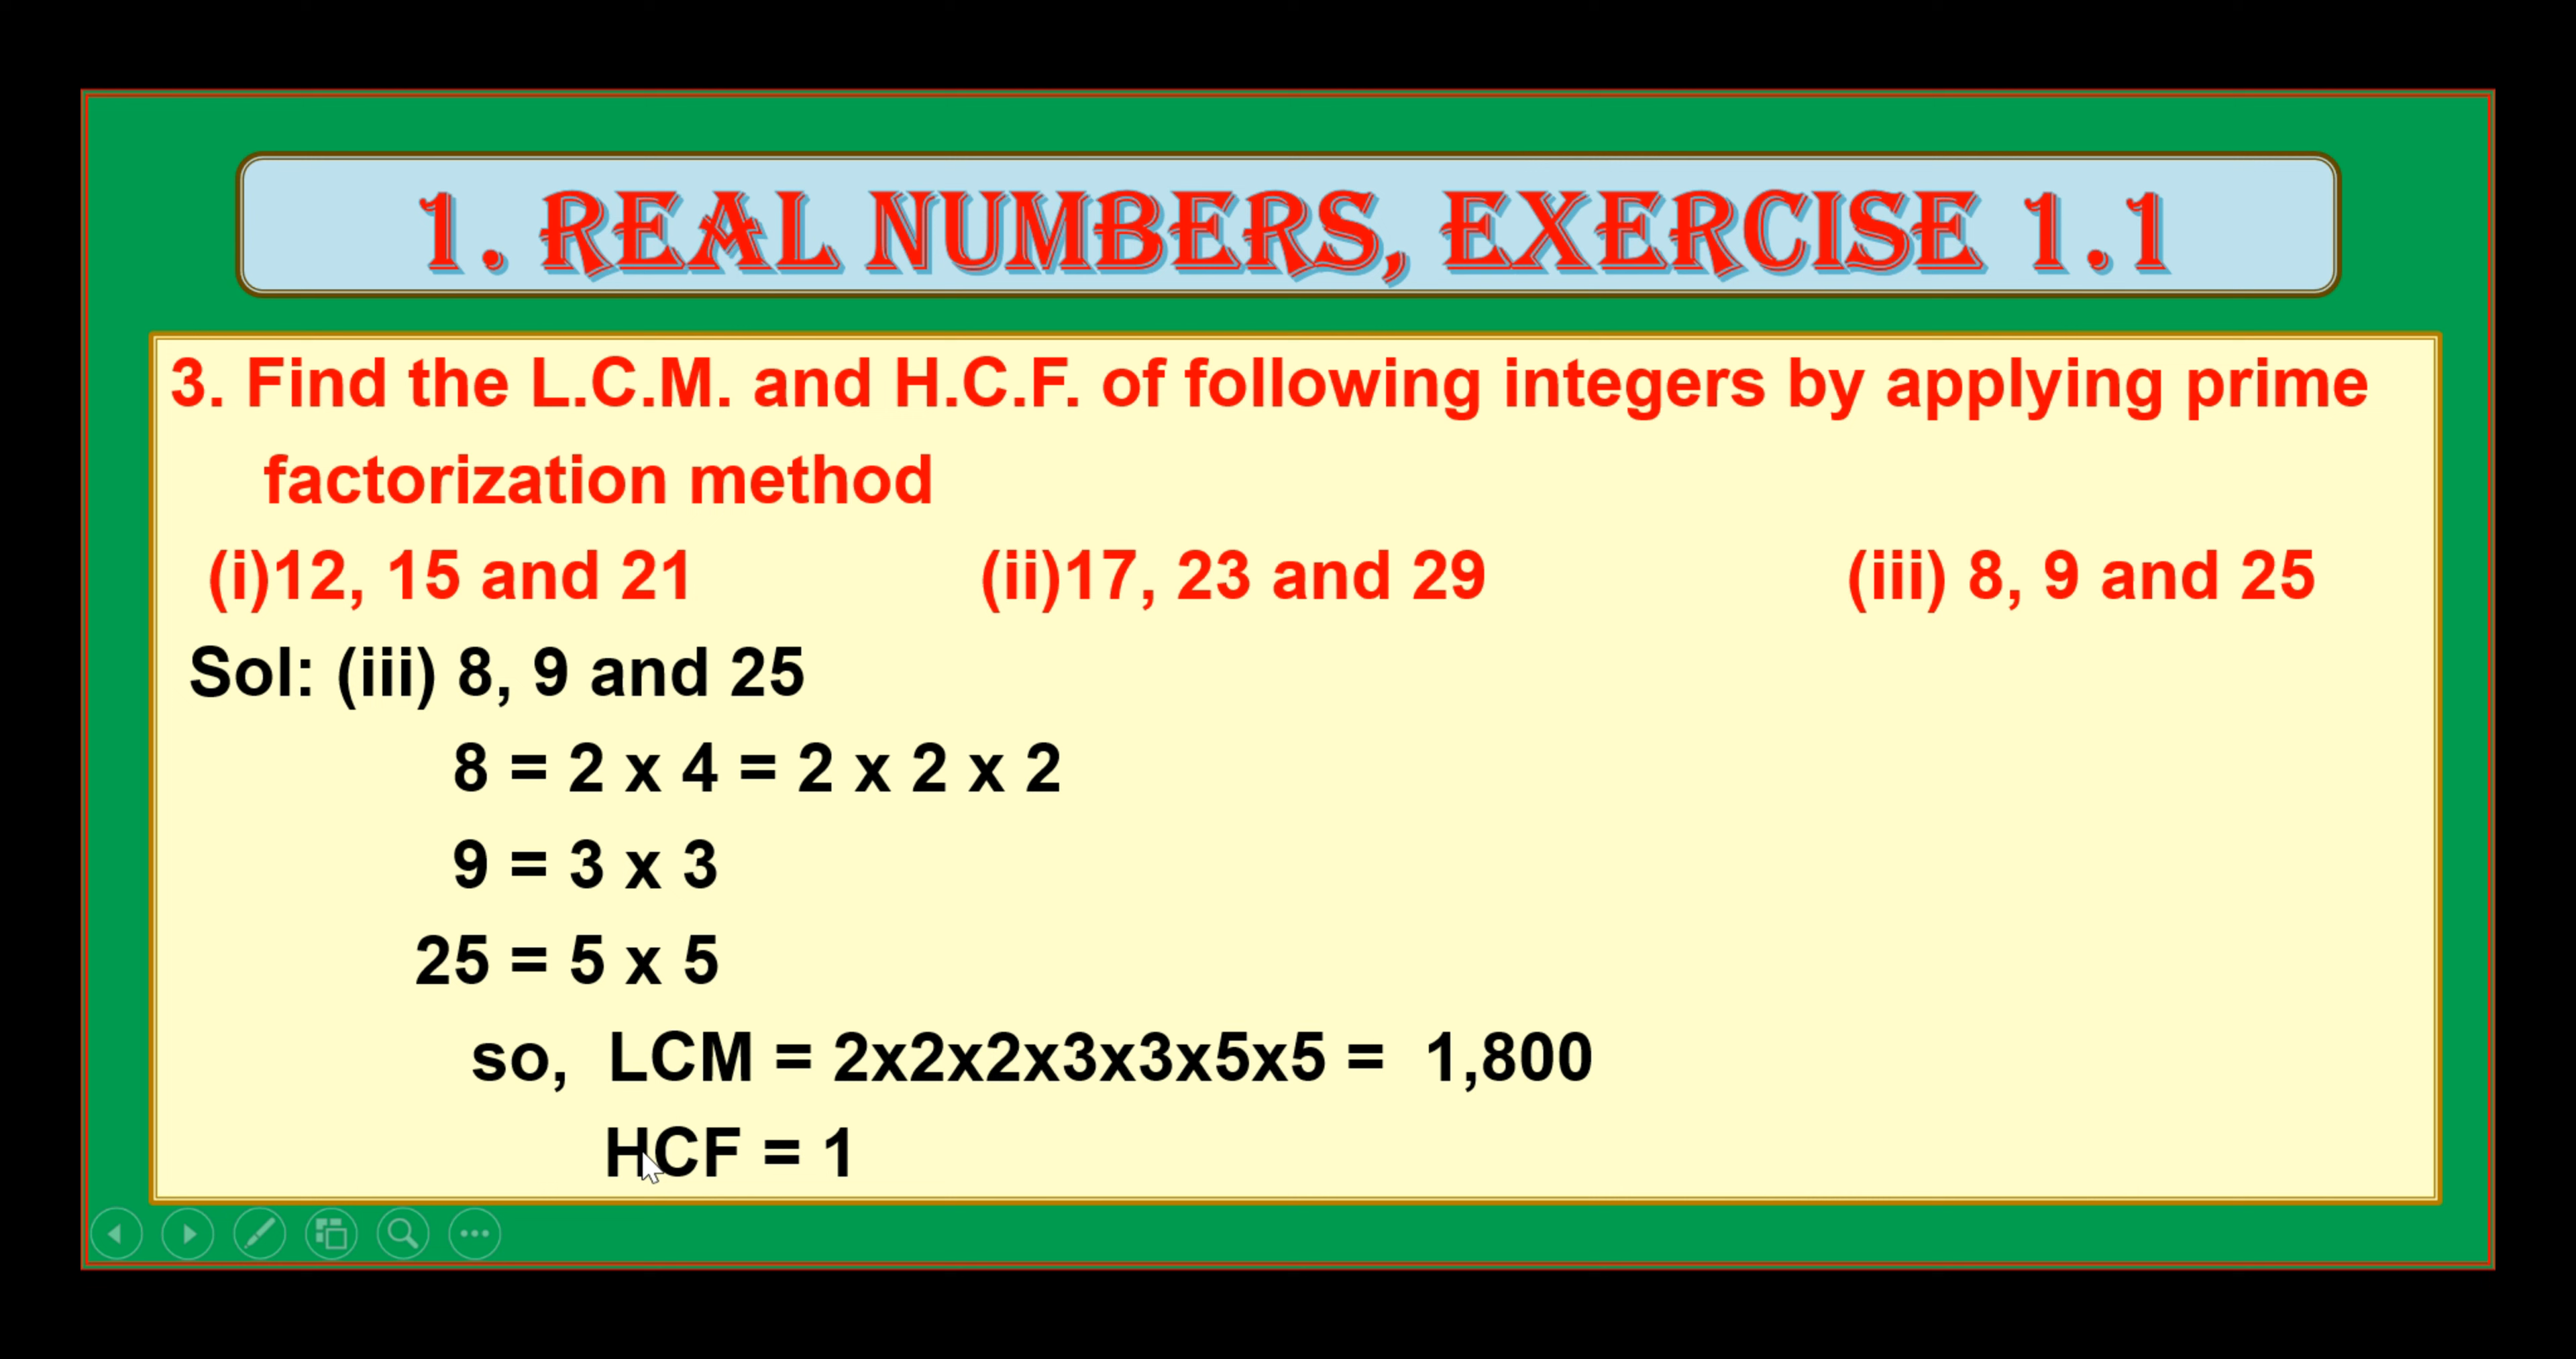 1. REAL NUMBERS, EXERCISE 1.1
3. Find the L.C.M. and H.C.F. of following integers by applying prime
factorization method
(i)12, 15 and 21 (ii)17, 23 and 29 (iii) 8, 9 and 25
Sol: (iii) 8, 9 and 25
8 = 2 x 4 = 2 x 2 x 2
9 = 3 x 3
25 = 5 x 5
so, LCM = 2x2x2x3x3x5x5 = 1,800
HCF = 1